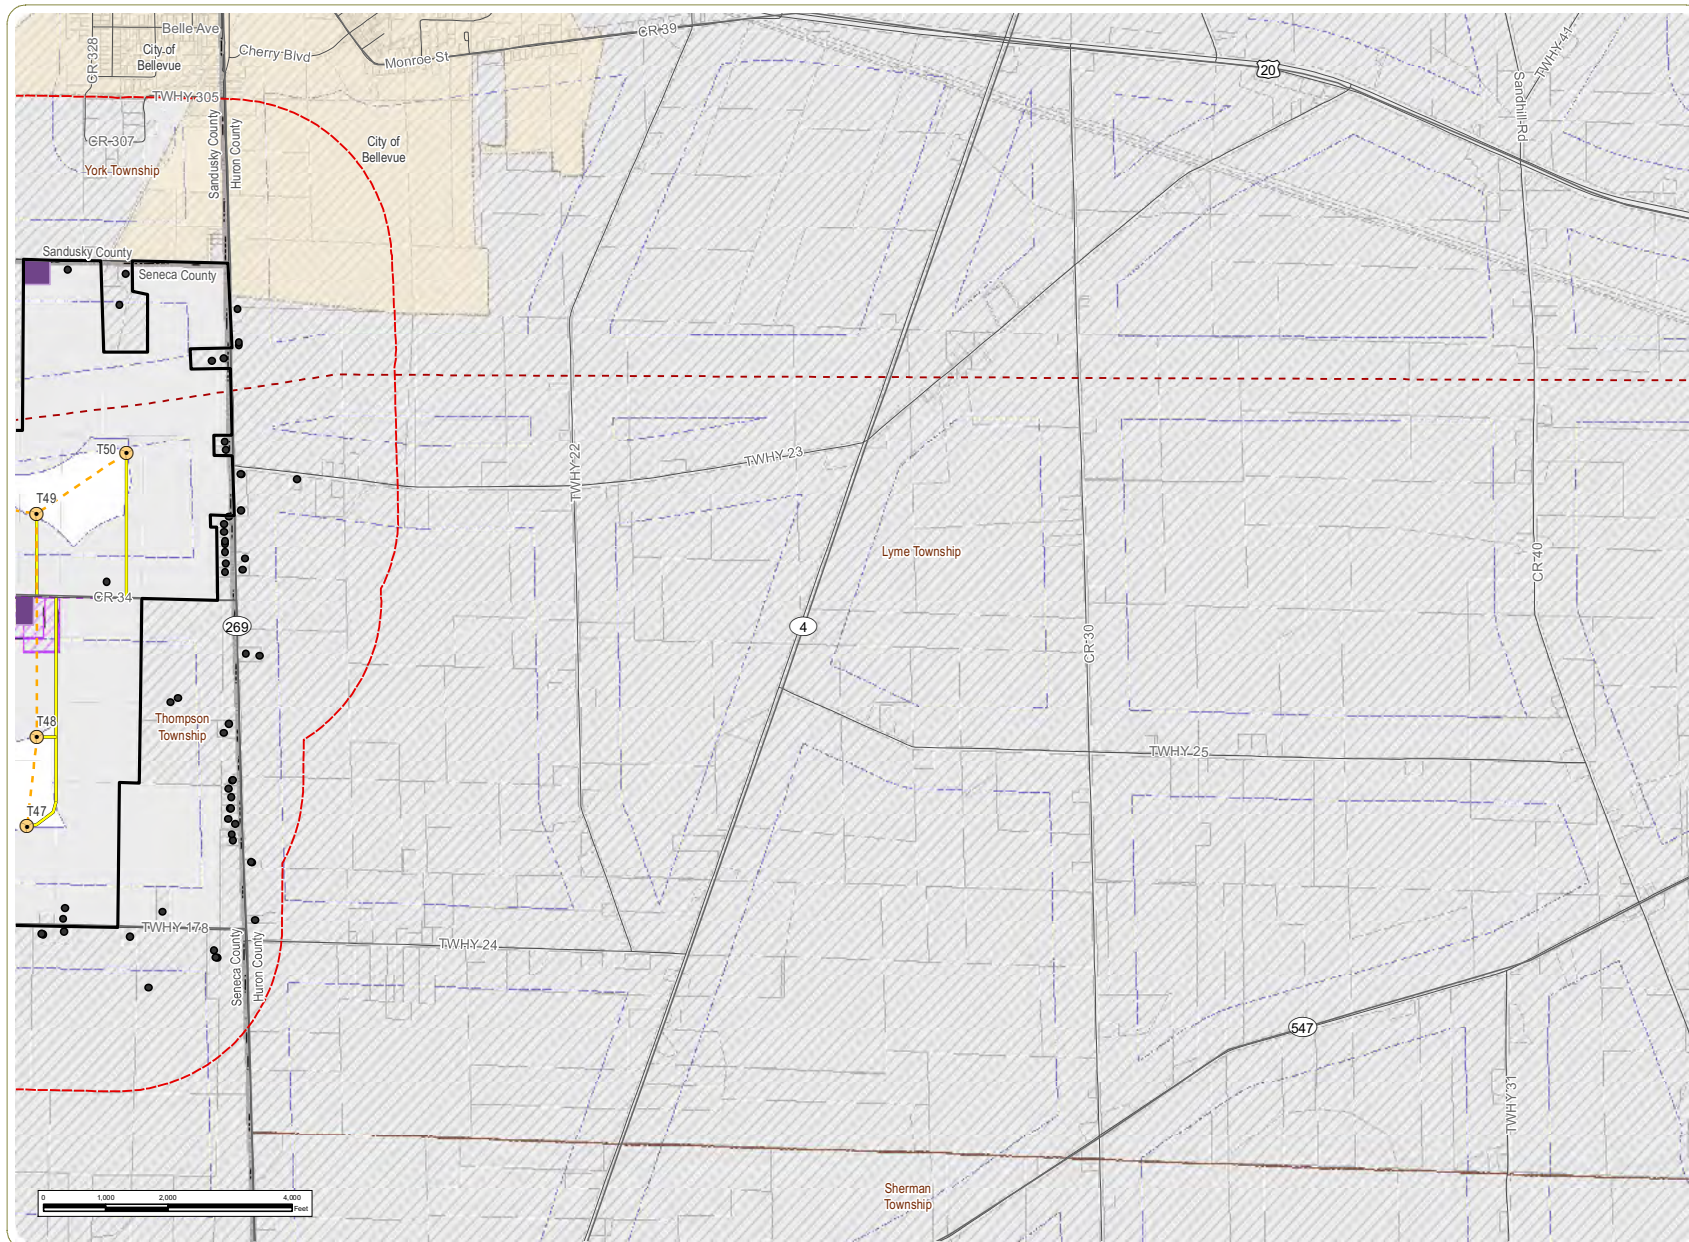 Belle Ave
CR 328
City of
Bellevue
Cherry Blvd
Monroe St
CR 39
20
TWHY 41
Sandhill Rd
TWHY 305
CR 307
York Township
Sandusky County
Huron County
City of
Bellevue
Sandusky County
Seneca County
T50
T49
TWHY 22
TWHY 23
Lyme Township
CR 40
CR 34
269
4
CR 30
T48
Thompson
Township
TWHY 25
T47
TWHY 178
TWHY 24
Seneca County
Huron County
547
TWHY 31
Sherman
Township
0 1,000 2,000 4,000
Feet